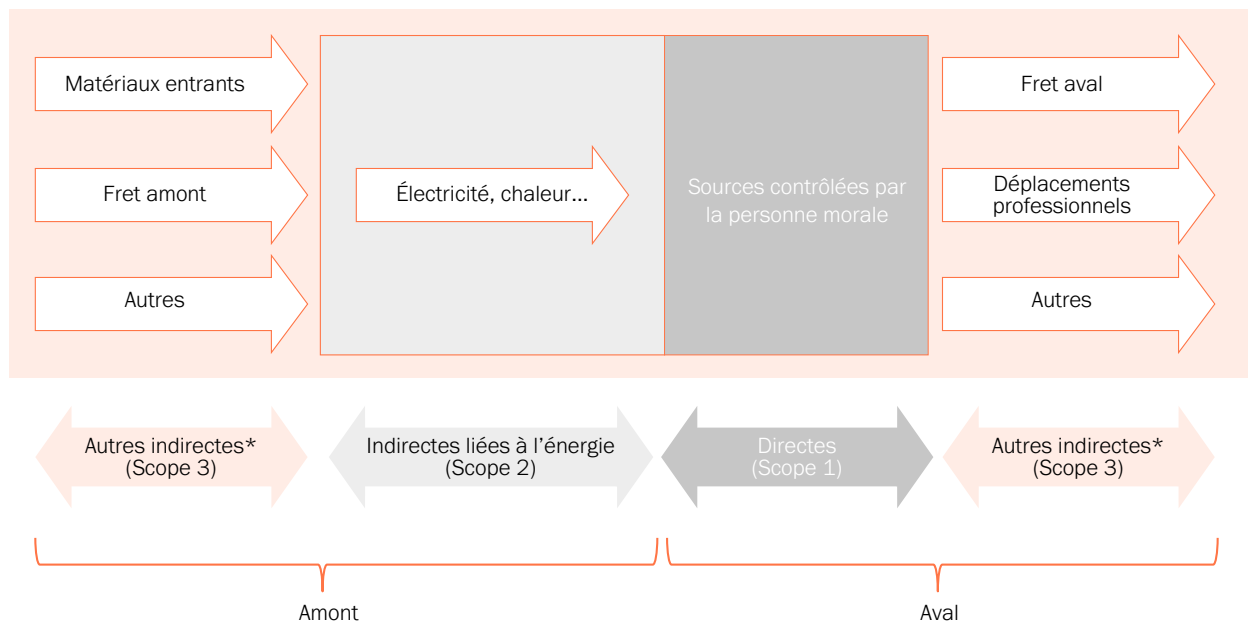 Matériaux entrants
Fret amont
Autres
Électricité, chaleur...
Sources contrôlées par
la personne morale
Fret aval
Déplacements
professionnels
Autres
Autres indirectes*
(Scope 3)
Indirectes liées à l'énergie
(Scope 2)
Directes
(Scope 1)
Autres indirectes*
(Scope 3)
Amont
Aval